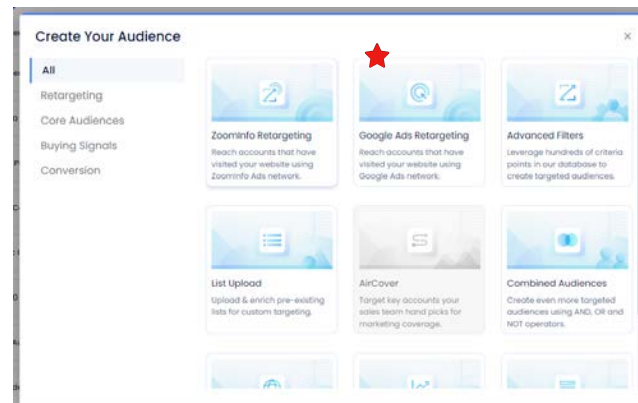 Create Your Audience
All
Retargeting
Core Audiences
Buying Signals
Conversion
ZoomInfo Retargeting
Reach accounts that have
visited your website using
ZoomInfo Ads network.
Google Ads Retargeting
Reach accounts that have
visited your website using
Google Ads network.
Advanced Filters
Leverage hundreds of criteria
points in our database to
create targeted audiences.
List Upload
Upload & enrich pre-existing
lists for custom targeting.
AirCover
Target key accounts your
sales team hand picks for
marketing coverage.
Combined Audiences
Create even more targeted
audiences using AND, OR and
NOT operators.